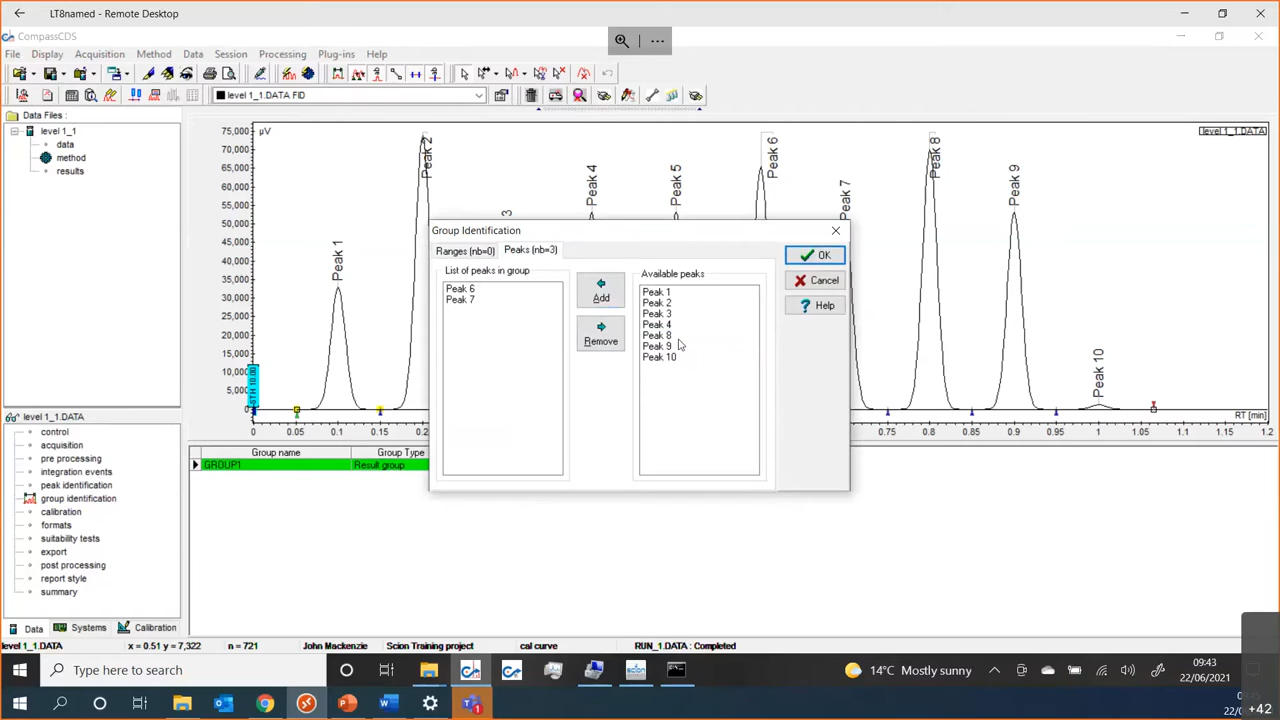 LT8named - Remote Desktop
CompassCDS
File Display Acquisition Method Data Session Processing Plug-ins Help
level 1_1.DATA FID
Data Files :
level 1_1
data
method
results
level 1_1.DATA
control
acquisition
pre processing
integration events
peak identification
group identification
calibration
formats
suitability tests
export
post processing
report style
summary
Data Systems Calibration
µV
level 1_1.DATA
75,000
70,000
65,000
60,000
55,000
50,000
45,000
40,000
35,000
30,000
25,000
20,000
15,000
10,000
5,000
0
Peak 1
Peak 2
3
Peak 4
Peak 5
Peak 6
Peak 7
Peak 8
Peak 9
Peak 10
RT [min]
0 0.05 0.1 0.15 0.2 0.75 0.8 0.85 0.9 0.95 1 1.05 1.1 1.15 1.2
Group name Group Type
GROUP1 Result group
Group Identification
Ranges (nb=0) Peaks (nb=3)
List of peaks in group
Peak 6
Peak 7
Add
Remove
Available peaks
Peak 1
Peak 2
Peak 3
Peak 4
Peak 8
Peak 9
Peak 10
OK
Cancel
Help
level 1_1.DATA x = 0.51 y = 7,322 n = 721 John Mackenzie Scion Training project cal curve RUN_1.DATA : Completed
Type here to search
14°C Mostly sunny
09:43
22/06/2021
22/0
+42